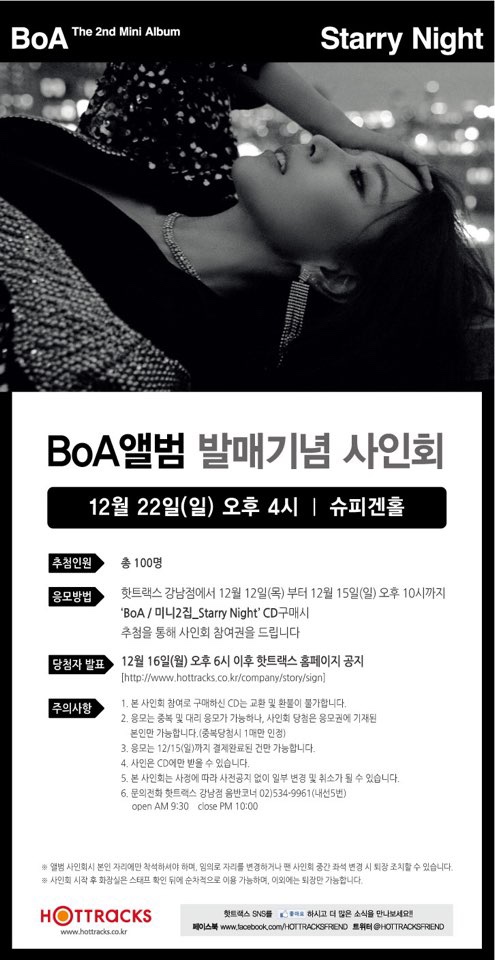 BoA The 2nd Mini Album
Starry Night
BoA앨범 발매기념 사인회
12월 22일(일) 오후 4시 | 슈피겐홀
추첨인원 총 100명
응모방법 핫트랙스 강남점에서 12월 12일(목) 부터 12월 15일(일) 오후 10시까지
‘BoA / 미니2집_Starry Night’ CD구매시
추첨을 통해 사인회 참여권을 드립니다
당첨자 발표 12월 16일(월) 오후 6시 이후 핫트랙스 홈페이지 공지
[http://www.hottracks.co.kr/company/story/sign]
주의사항 1. 본 사인회 참여로 구매하신 CD는 교환 및 환불이 불가합니다.
2. 응모는 중복 및 대리 응모가 가능하나, 사인회 당첨은 응모권에 기재된
본인만 가능합니다.(중복당첨시 1매만 인정)
3. 응모는 12/15(일)까지 결제완료된 건만 가능합니다.
4. 사인은 CD에만 받을 수 있습니다.
5. 본 사인회는 사정에 따라 사전공지 없이 일부 변경 및 취소가 될 수 있습니다.
6. 문의전화 핫트랙스 강남점 음반코너 02)534-9961(내선5번)
open AM 9:30 close PM 10:00
※ 앨범 사인회시 본인 자리에만 착석하셔야 하며, 임의로 자리를 변경하거나 팬 사인회 중간 좌석 변경 시 퇴장 조치할 수 있습니다.
※ 사인회 시작 후 화장실은 스태프 확인 뒤에 순차적으로 이용 가능하며, 이외에는 퇴장만 가능합니다.
HOTTRACKS
www.hottracks.co.kr
핫트랙스 SNS를 좋아요 하시고 더 많은 소식을 만나보세요!!
페이스북 www.facebook.com/HOTTRACKSFRIEND 트위터 @HOTTRACKSFRIEND